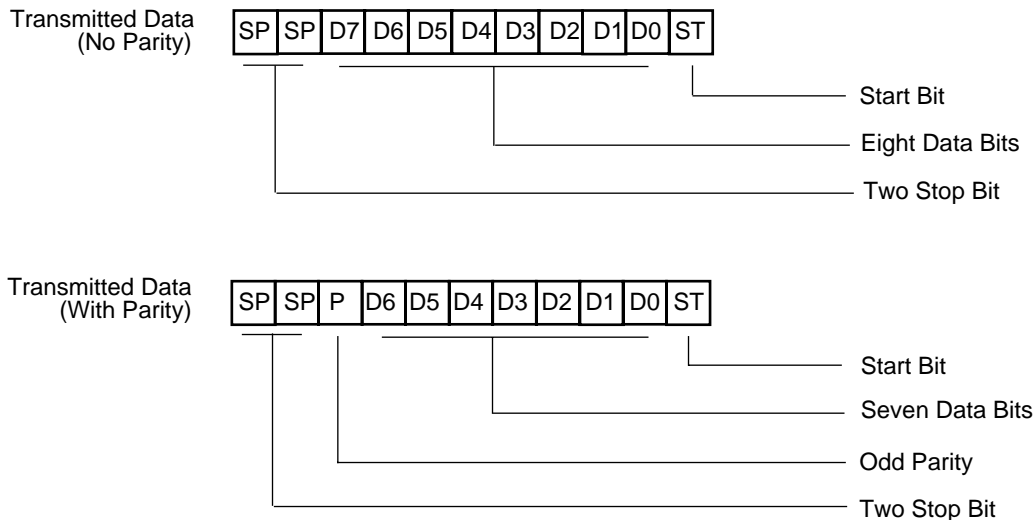 Transmitted Data
(No Parity)
SP SP D7 D6 D5 D4 D3 D2 D1 D0 ST
Start Bit
Eight Data Bits
Two Stop Bit
Transmitted Data
(With Parity)
SP SP P D6 D5 D4 D3 D2 D1 D0 ST
Start Bit
Seven Data Bits
Odd Parity
Two Stop Bit